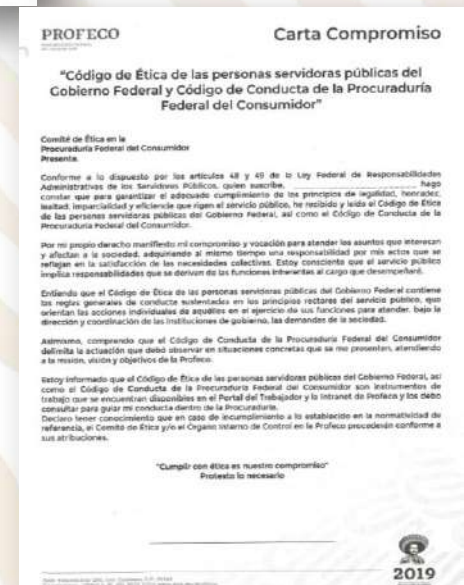 PROFECO
Carta Compromiso
"Código de Ética de las personas servidoras públicas del
Gobierno Federal y Código de Conducta de la Procuraduría
Federal del Consumidor"
Comité de Ética en la
Procuraduría Federal del Consumidor
Presente.
Conforme a lo dispuesto por los artículos 48 y 49 de la Ley Federal de Responsabilidades
Administrativas de los Servidores Públicos, quien suscribe, hago
constar que para garantizar el adecuado cumplimiento de los principios de legalidad, honradez,
lealtad, imparcialidad y eficiencia que rigen el servicio público, he recibido y leído el Código de Ética
de las personas servidoras públicas del Gobierno Federal, así como el Código de Conducta de la
Procuraduría Federal del Consumidor.
Por mi propio derecho manifiesto mi compromiso y vocación para atender los asuntos que interesan
y afectan a la sociedad, adquiriendo al mismo tiempo una responsabilidad por mis actos que se
reflejan en la satisfacción de las necesidades colectivas. Estoy consciente que el servicio público
implica responsabilidades que se derivan de las funciones inherentes al cargo que desempeñaré.
Entiendo que el Código de Ética de las personas servidoras públicas del Gobierno Federal contiene
las reglas generales de conducta sustentadas en los principios rectores del servicio público, que
orientan las acciones individuales de aquéllos en el ejercicio de sus funciones para atender, bajo la
dirección y coordinación de las instituciones de gobierno, las demandas de la sociedad.
Asimismo, comprendo que el Código de Conducta de la Procuraduría Federal del Consumidor
delimita la actuación que debo observar en situaciones concretas que se me presenten, atendiendo
a la misión, visión y objetivos de la Profeco.
Estoy informado que el Código de Ética de las personas servidoras públicas del Gobierno Federal, así
como el Código de Conducta de la Procuraduría Federal del Consumidor son instrumentos de
trabajo que se encuentran disponibles en el Portal del Trabajador y la Intranet de Profeco y los debo
consultar para guiar mi conducta dentro de la Procuraduría.
Declaro tener conocimiento que en caso de incumplimiento a lo establecido en la normatividad de
referencia, el Comité de Ética y/o el Órgano Interno de Control en la Profeco procederán conforme a
sus atribuciones.
"Cumplir con ética es nuestro compromiso"
Protesto lo necesario
2019